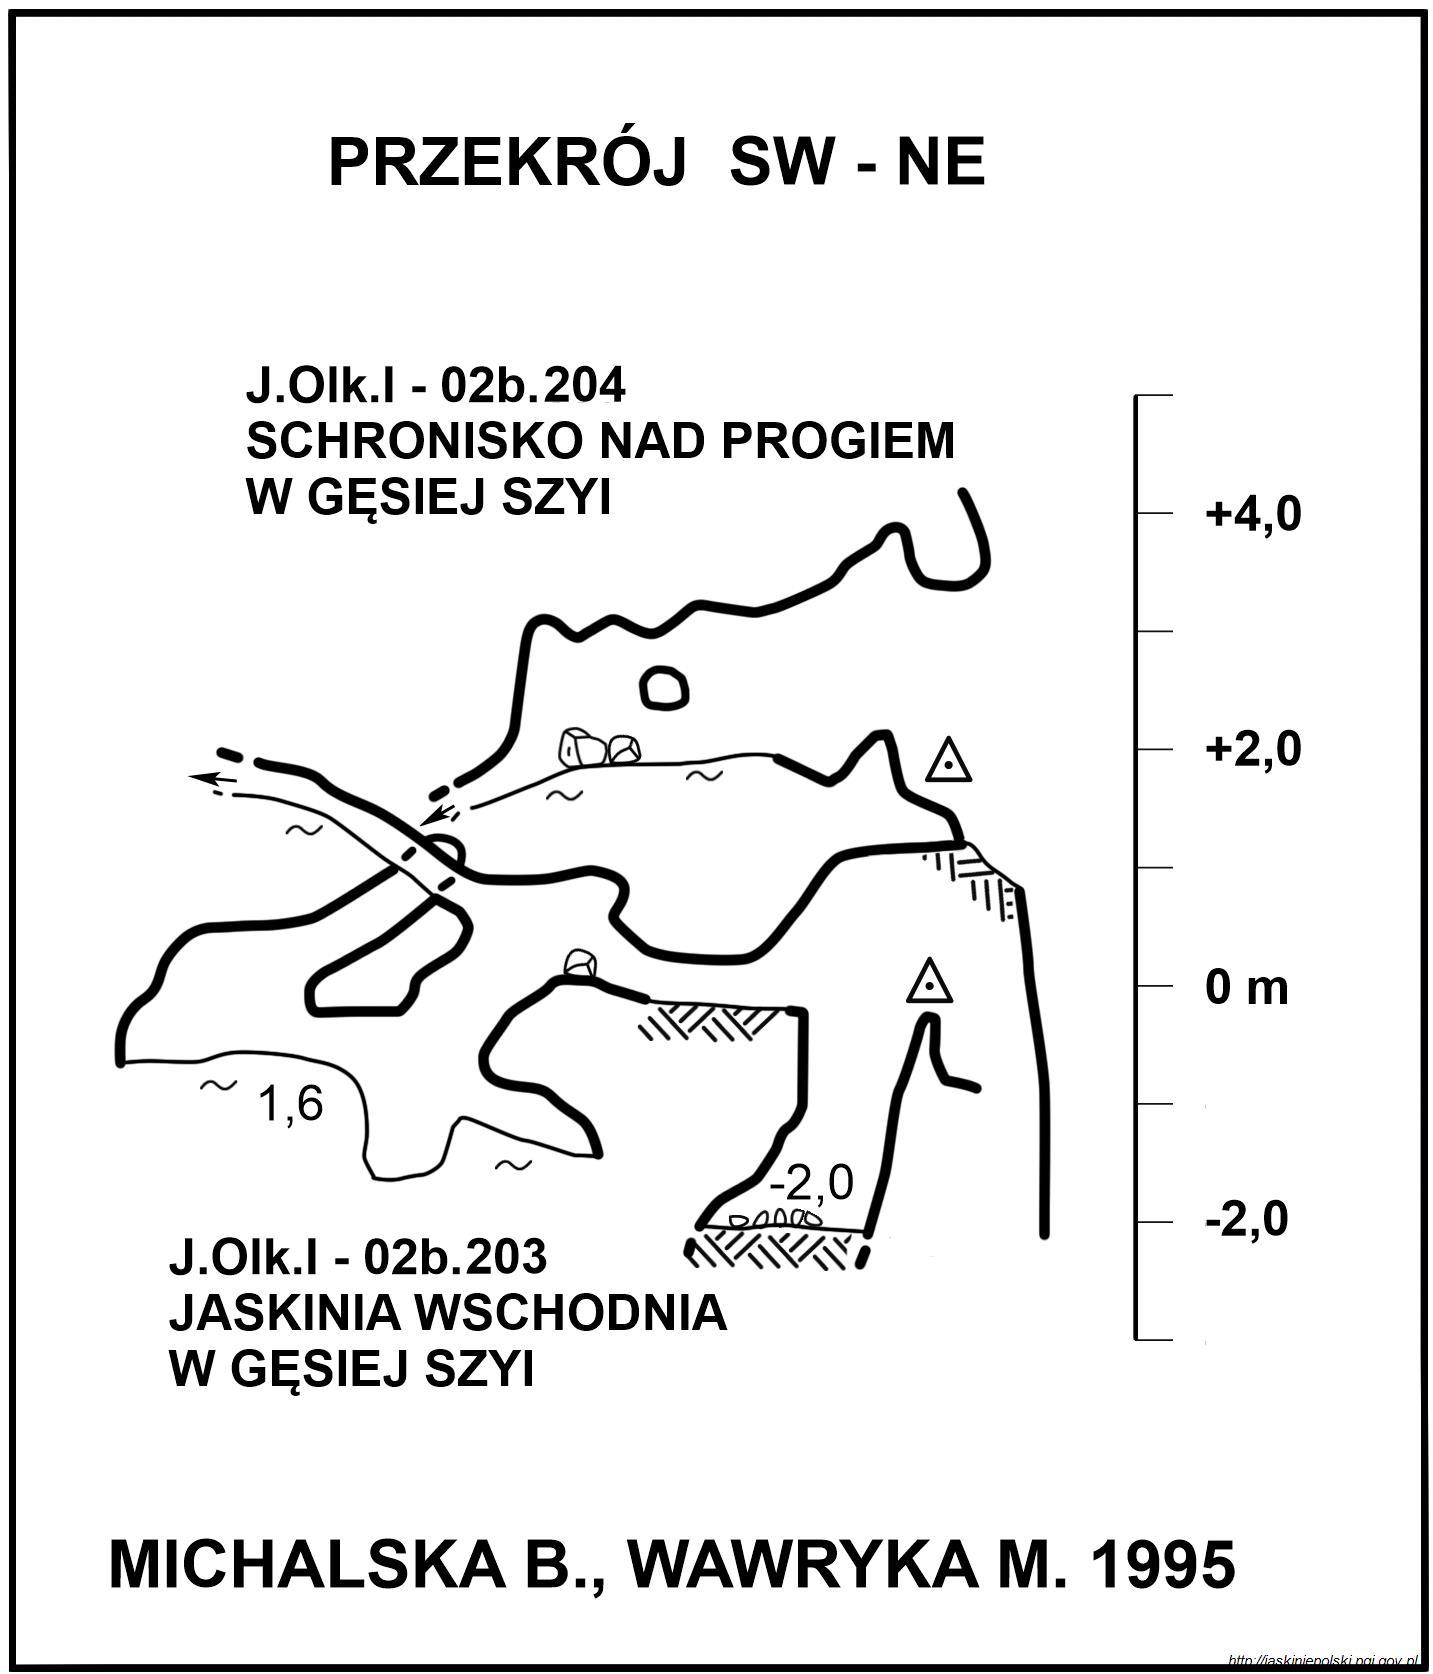 PRZEKRÓJ SW - NE
J.Olk.I - 02b.204
SCHRONISKO NAD PROGIEM
W GĘSIEJ SZYI
+4,0
+2,0
0 m
-2,0
1,6
-2,0
J.Olk.I - 02b.203
JASKINIA WSCHODNIA
W GĘSIEJ SZYI
MICHALSKA B., WAWRYKA M. 1995
http://jaskiniepolski.pgi.gov.pl